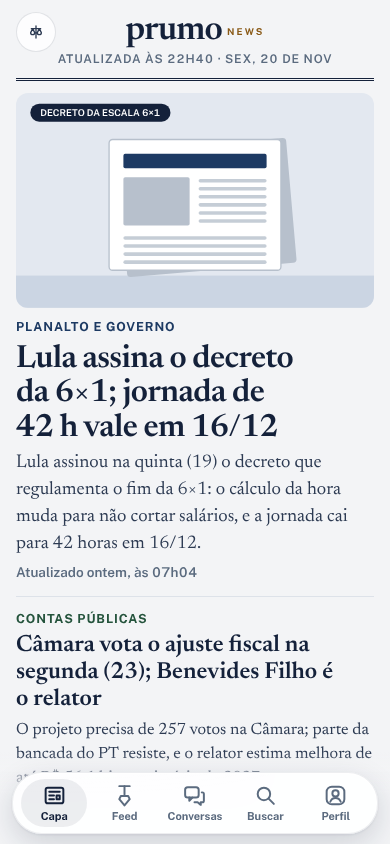 prumo NEWS
ATUALIZADA ÀS 22H40 · SEX, 20 DE NOV
DECRETO DA ESCALA 6×1
PLANALTO E GOVERNO
Lula assina o decreto
da 6×1; jornada de
42 h vale em 16/12
Lula assinou na quinta (19) o decreto que
regulamenta o fim da 6×1: o cálculo da hora
muda para não cortar salários, e a jornada cai
para 42 horas em 16/12.
Atualizado ontem, às 07h04
CONTAS PÚBLICAS
Câmara vota o ajuste fiscal na
segunda (23); Benevides Filho é
o relator
O projeto precisa de 257 votos na Câmara; parte da
bancada do PT resiste, e o relator estima melhora de
Capa
Feed
Conversas
Buscar
Perfil